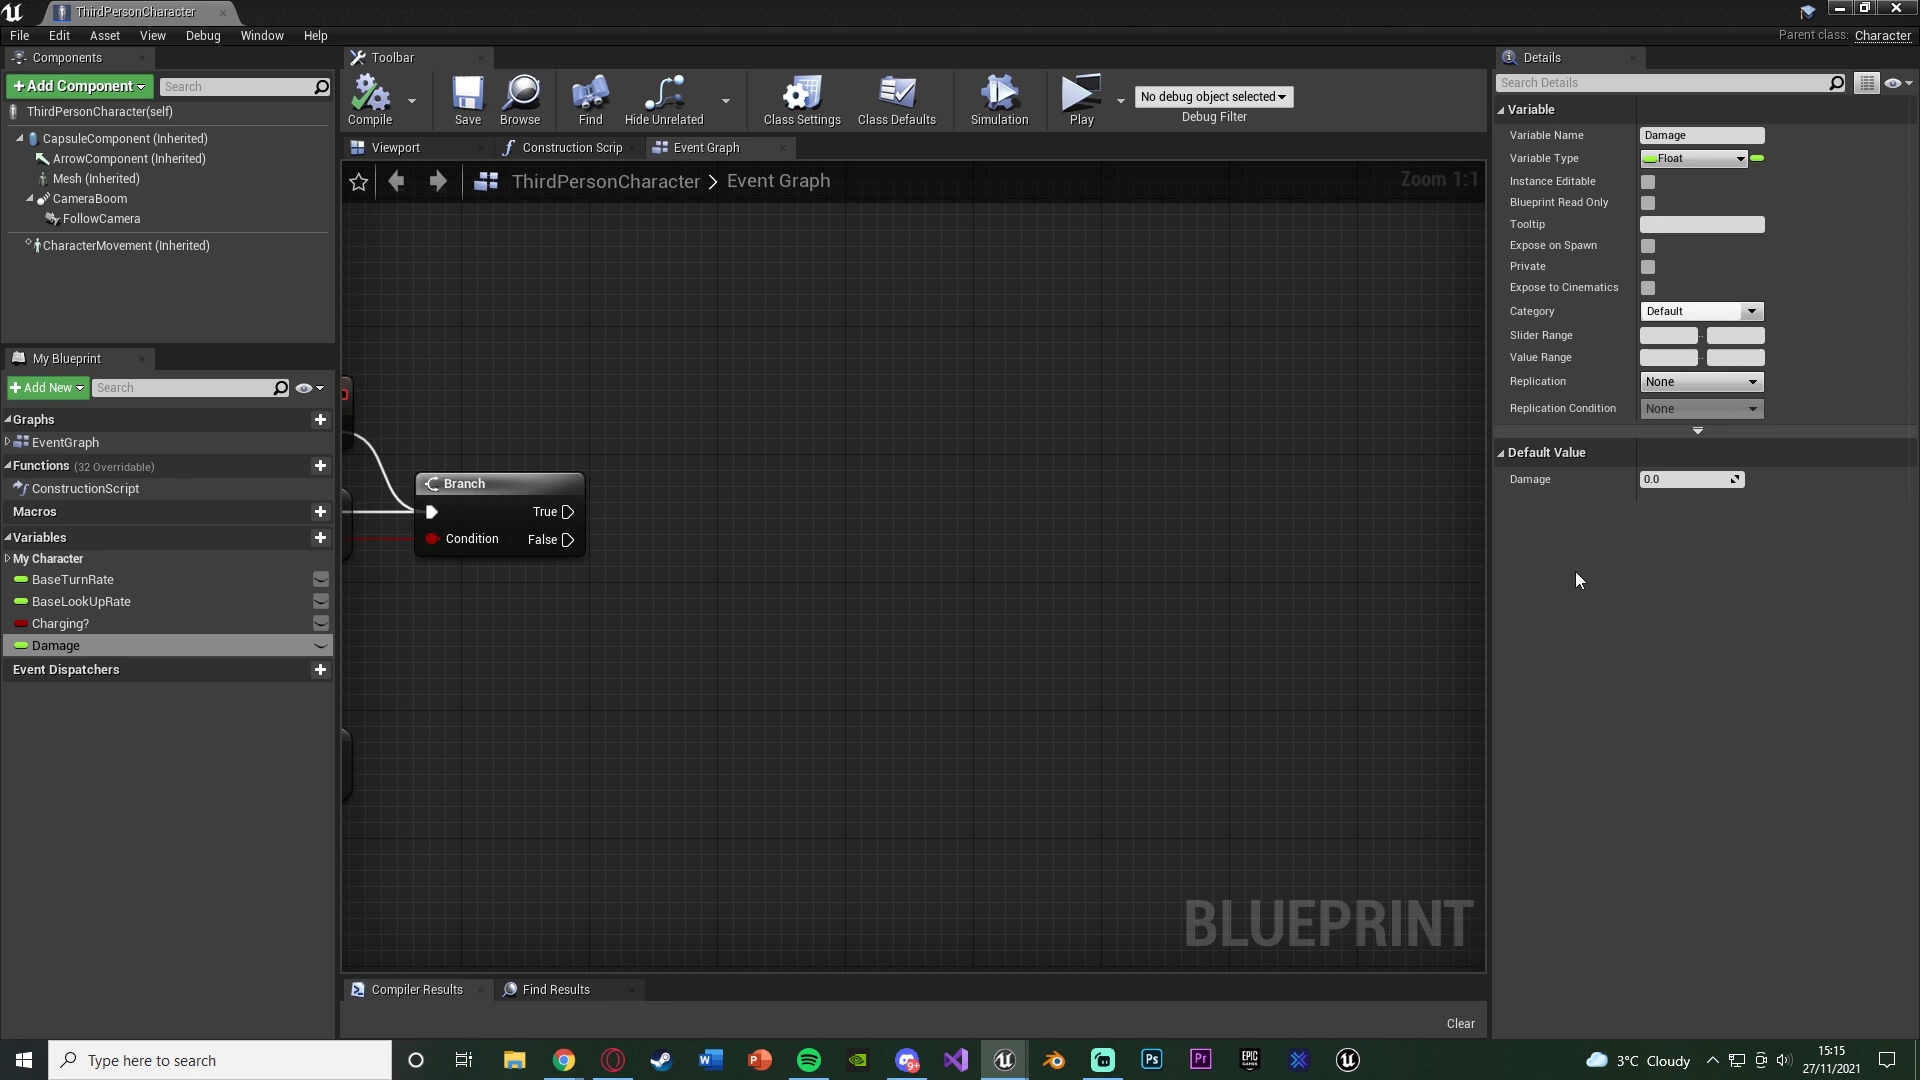 ThirdPersonCharacter
File Edit Asset View Debug Window Help
Parent class: Character
Components
+Add Component
Search
ThirdPersonCharacter(self)
CapsuleComponent (Inherited)
ArrowComponent (Inherited)
Mesh (Inherited)
CameraBoom
FollowCamera
CharacterMovement (Inherited)
My Blueprint
+Add New
Search
Graphs
EventGraph
Functions (32 Overridable)
ConstructionScript
Macros
Variables
My Character
BaseTurnRate
BaseLookUpRate
Charging?
Damage
Event Dispatchers
Toolbar
Compile
Save
Browse
Find
Hide Unrelated
Class Settings
Class Defaults
Simulation
Play
No debug object selected
Debug Filter
Viewport
Construction Scrip
Event Graph
ThirdPersonCharacter > Event Graph
Zoom 1:1
Branch
True
Condition
False
BLUEPRINT
Compiler Results
Find Results
Clear
Details
Search Details
Variable
Variable Name Damage
Variable Type Float
Instance Editable
Blueprint Read Only
Tooltip
Expose on Spawn
Private
Expose to Cinematics
Category Default
Slider Range
Value Range
Replication None
Replication Condition None
Default Value
Damage 0.0
Type here to search
9+
3°C Cloudy
15:15
27/11/2021